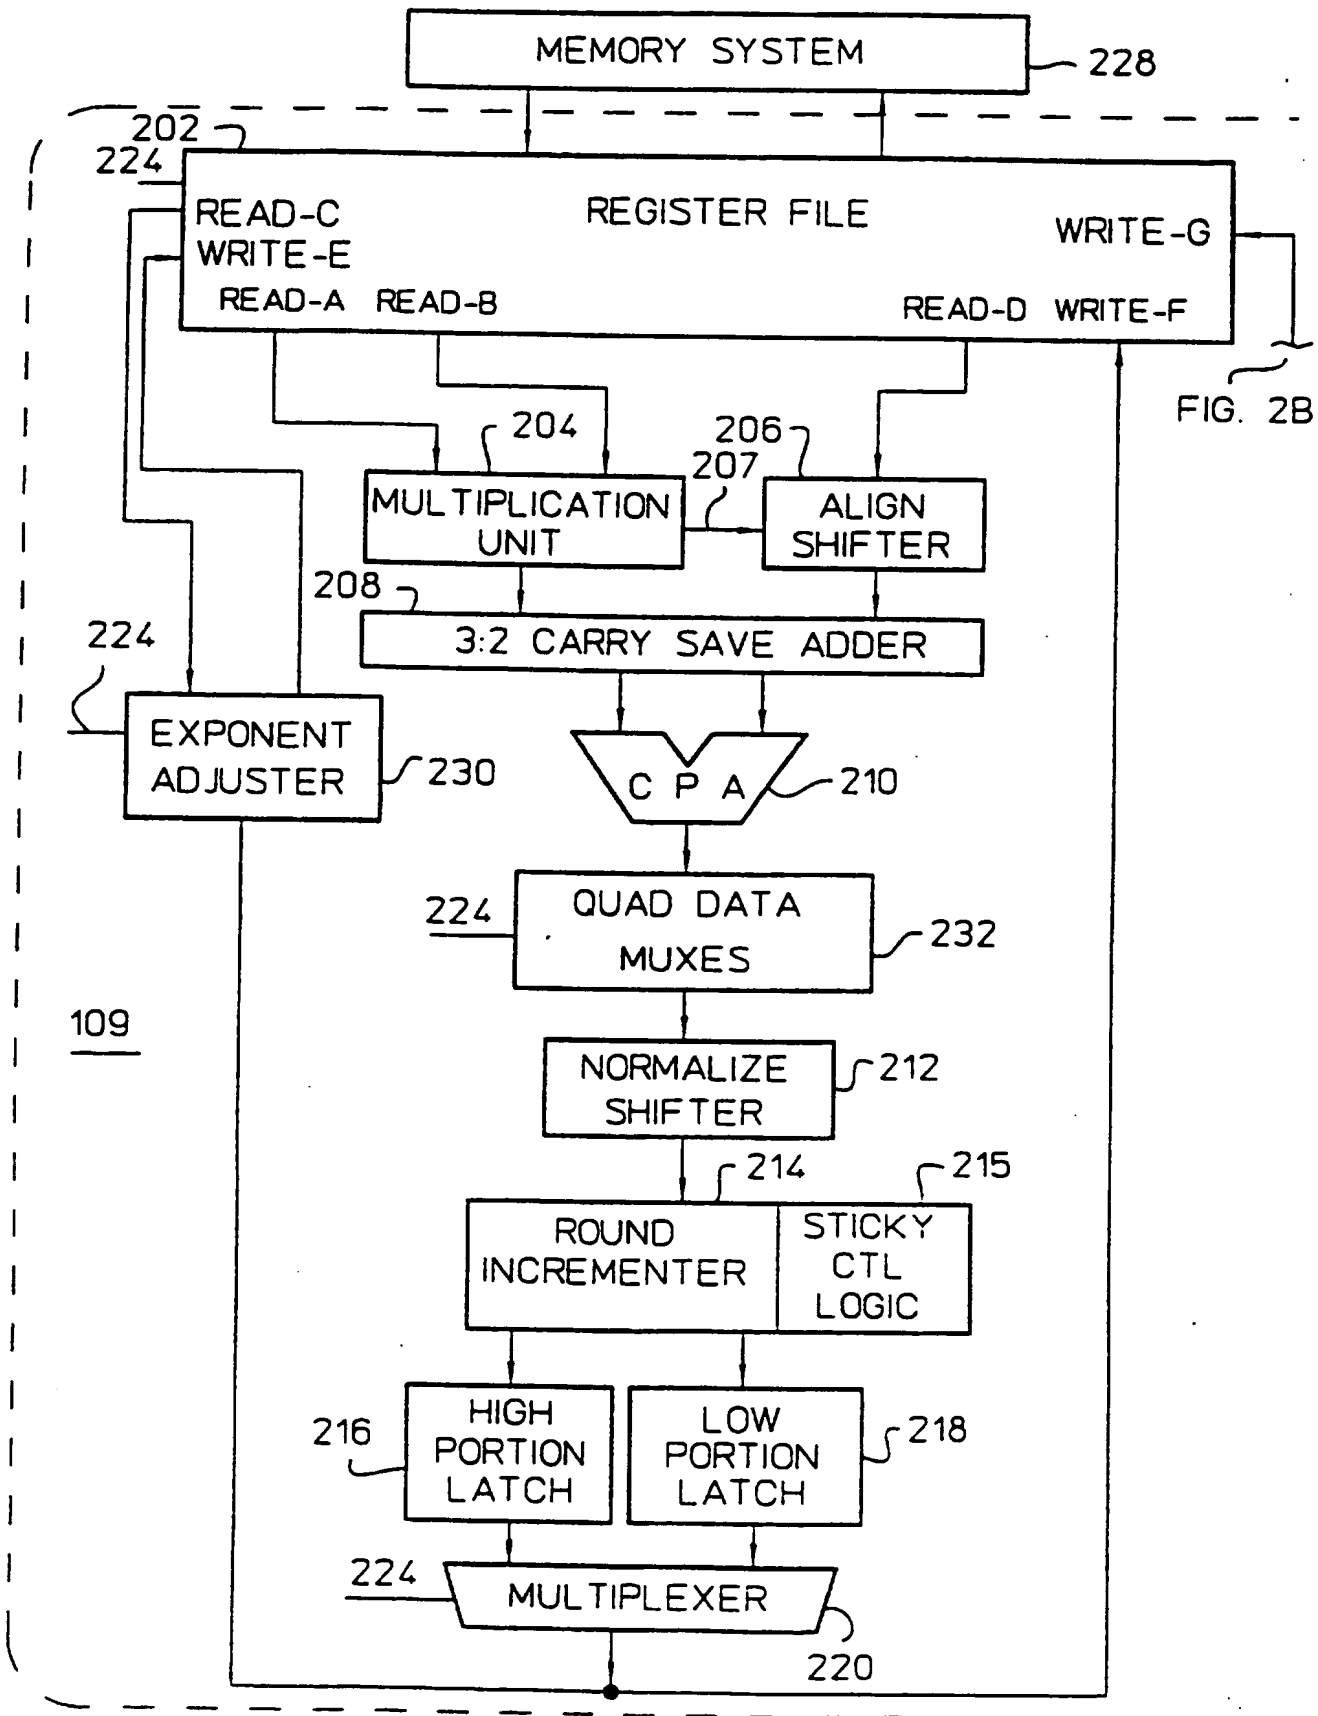 MEMORY SYSTEM
228
202
224
READ-C
REGISTER FILE
WRITE-G
WRITE-E
READ-A
READ-B
READ-D
WRITE-F
FIG. 2B
204
206
207
MULTIPLICATION
UNIT
ALIGN
SHIFTER
208
3:2 CARRY SAVE ADDER
224
EXPONENT
ADJUSTER
230
C P A
210
QUAD DATA
MUXES
224
232
109
NORMALIZE
SHIFTER
212
214
215
ROUND
INCREMENTER
STICKY
CTL
LOGIC
HIGH
PORTION
LATCH
216
LOW
PORTION
LATCH
218
224
MULTIPLEXER
220